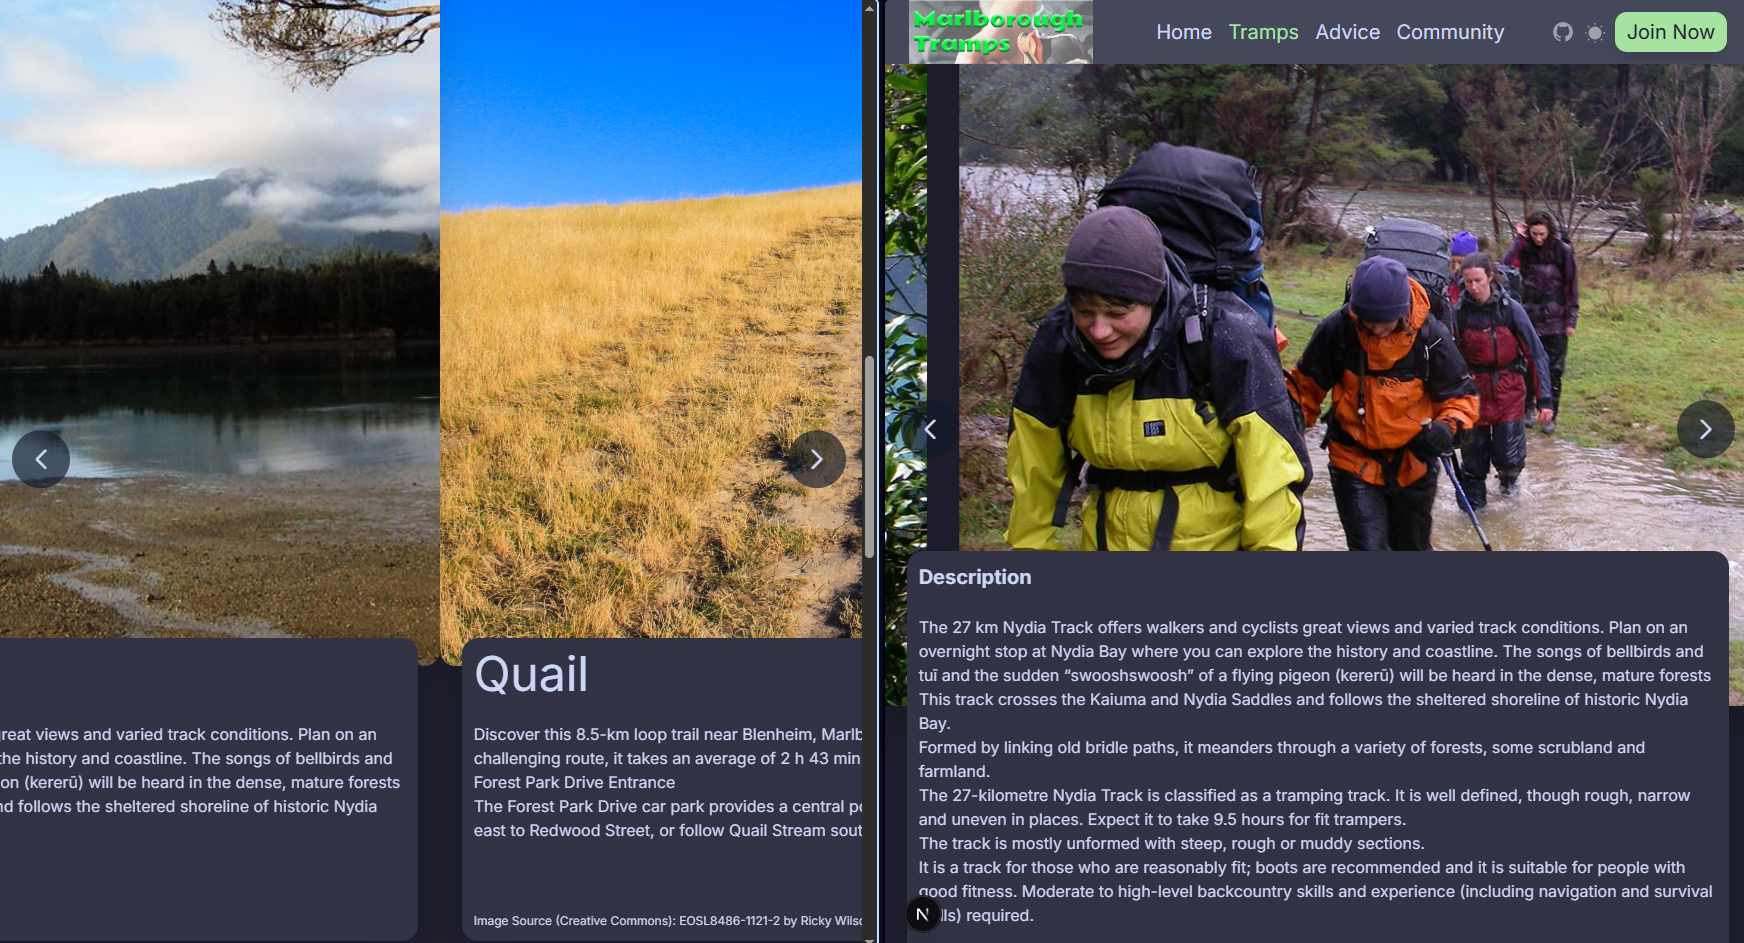 reat views and varied track conditions. Plan on an
the history and coastline. The songs of bellbirds and
on (kererū) will be heard in the dense, mature forests
nd follows the sheltered shoreline of historic Nydia
Quail
Discover this 8.5-km loop trail near Blenheim, Marlb
challenging route, it takes an average of 2 h 43 min
Forest Park Drive Entrance
The Forest Park Drive car park provides a central po
east to Redwood Street, or follow Quail Stream sout
Image Source (Creative Commons): EOSL8486-1121-2 by Ricky Wilso
Marlborough
Tramps
Home Tramps Advice Community Join Now
Description
The 27 km Nydia Track offers walkers and cyclists great views and varied track conditions. Plan on an
overnight stop at Nydia Bay where you can explore the history and coastline. The songs of bellbirds and
tuī and the sudden “swooshswoosh” of a flying pigeon (kererū) will be heard in the dense, mature forests
This track crosses the Kaiuma and Nydia Saddles and follows the sheltered shoreline of historic Nydia
Bay.
Formed by linking old bridle paths, it meanders through a variety of forests, some scrubland and
farmland.
The 27-kilometre Nydia Track is classified as a tramping track. It is well defined, though rough, narrow
and uneven in places. Expect it to take 9.5 hours for fit trampers.
The track is mostly unformed with steep, rough or muddy sections.
It is a track for those who are reasonably fit; boots are recommended and it is suitable for people with
good fitness. Moderate to high-level backcountry skills and experience (including navigation and survival
N lls) required.